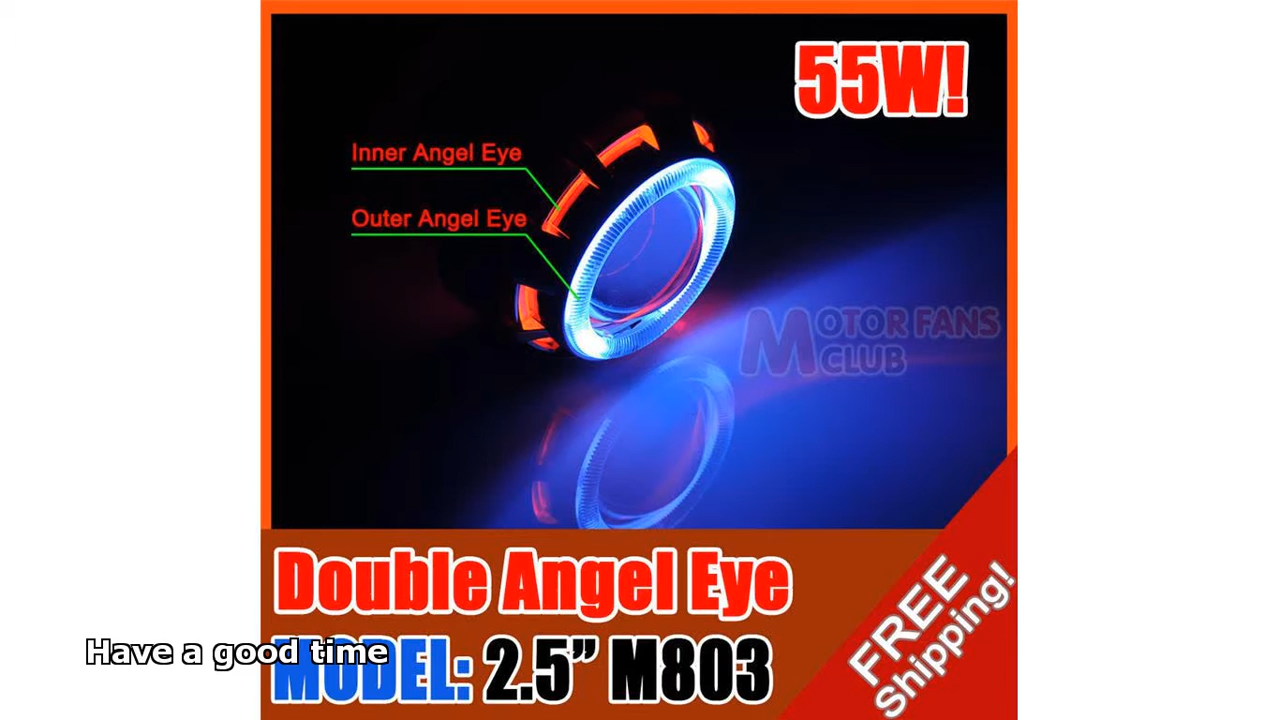 55W!
Inner Angel Eye
Outer Angel Eye
MOTOR FANS
CLUB
Double Angel Eye
MODEL: 2.5” M803
FREE
Shipping!
Have a good time